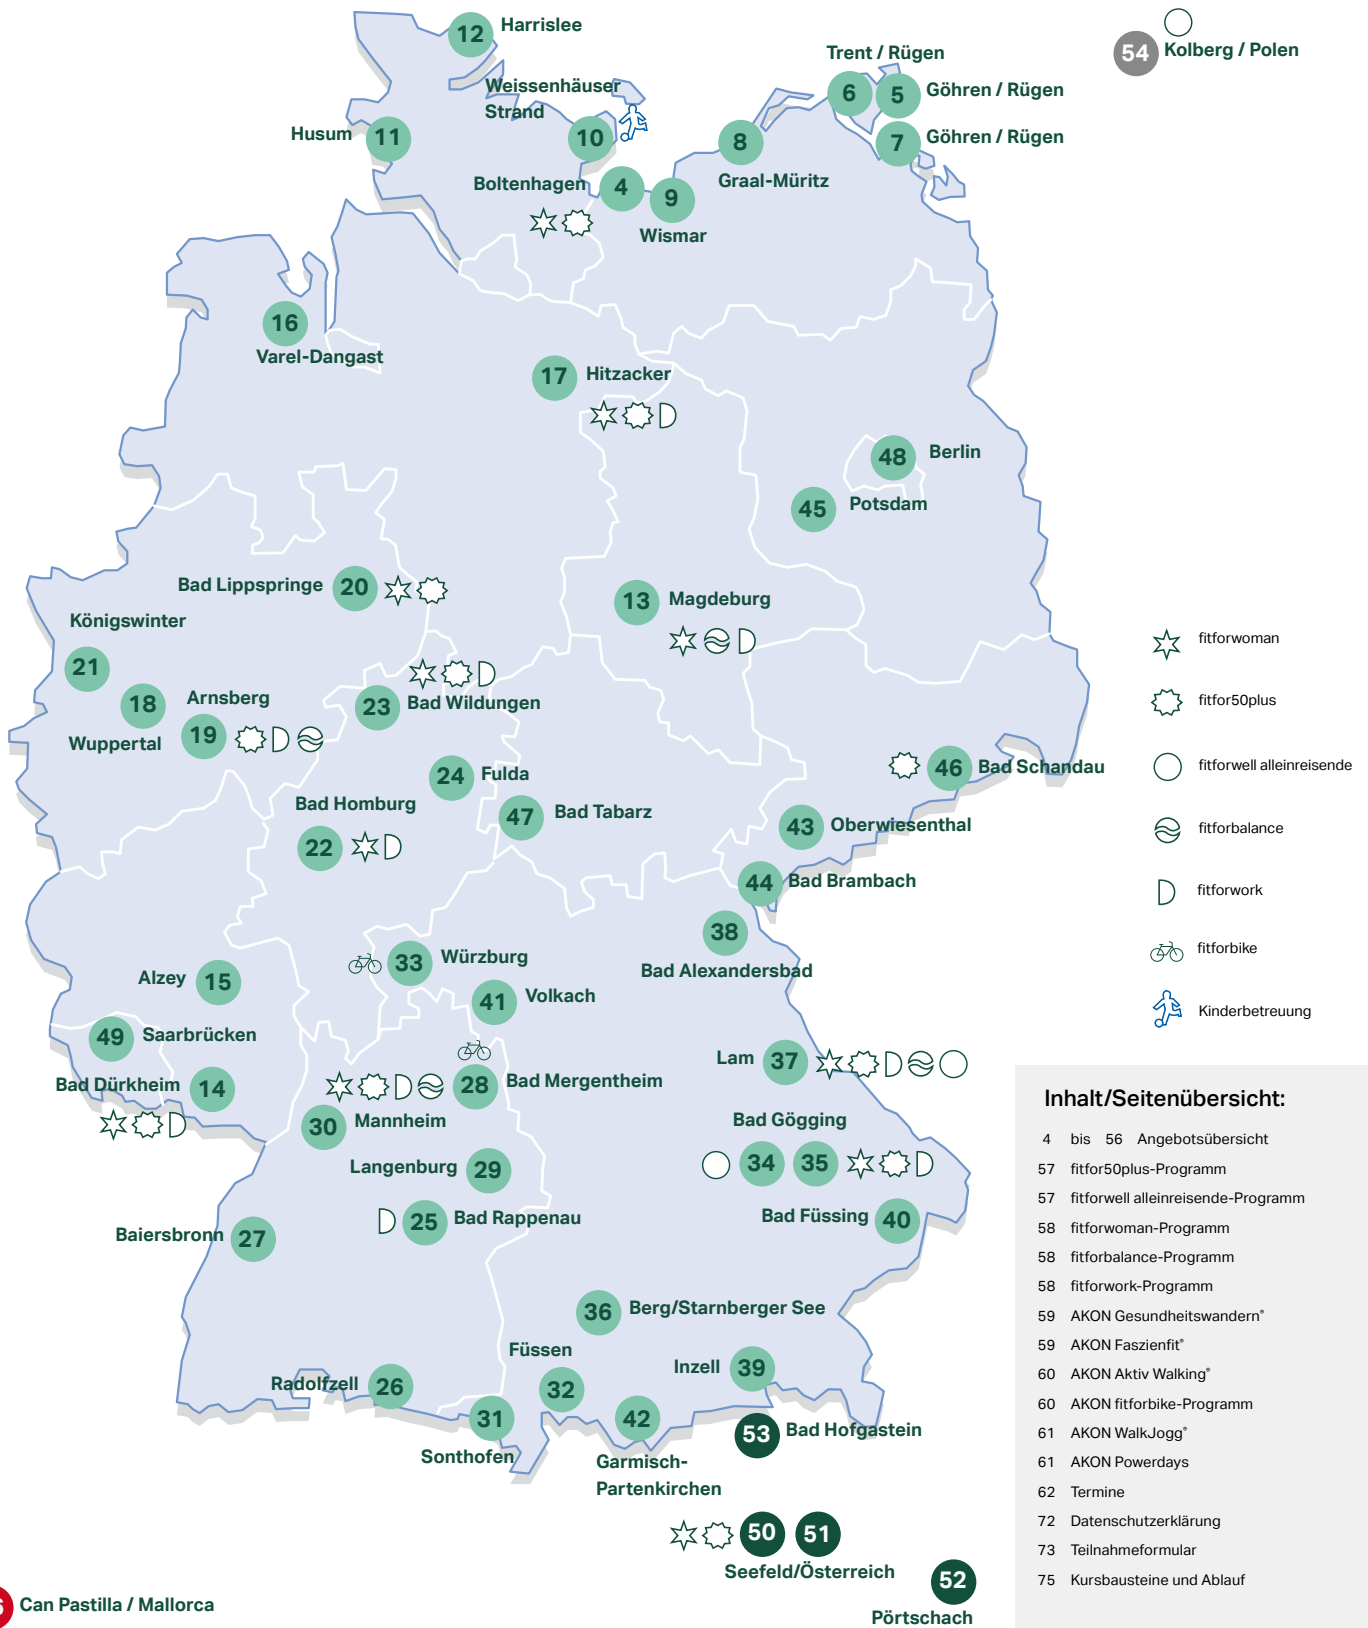 12 Harrislee
54 Kolberg / Polen
Trent / Rügen
6 5 Göhren / Rügen
Weissenhäuser
Strand
10
Husum 11
8
7 Göhren / Rügen
Graal-Müritz
Boltenhagen 4
9
Wismar
16
Varel-Dangast
17 Hitzacker
48 Berlin
45 Potsdam
Bad Lippspringe 20
13 Magdeburg
Königswinter
21
18
Wuppertal
Arnsberg
19
23 Bad Wildungen
24 Fulda
46 Bad Schandau
Bad Homburg
22
47 Bad Tabarz
43 Oberwiesenthal
44 Bad Brambach
38
Bad Alexandersbad
33 Würzburg
Alzey 15
41 Volkach
49 Saarbrücken
Lam 37
Bad Dürkheim 14
28 Bad Mergentheim
30 Mannheim
Bad Gögging
34 35
Langenburg 29
25 Bad Rappenau
Bad Füssing 40
Baiersbronn 27
36 Berg/Starnberger See
Füssen
32
Inzell 39
Radolfzell 26
31
Sonthofen
42
Garmisch-
Partenkirchen
53 Bad Hofgastein
50 51
Seefeld/Österreich
52
Pörtschach
Can Pastilla / Mallorca
fitforwoman
fitfor50plus
fitforwell alleinreisende
fitforbalance
fitforwork
fitforbike
Kinderbetreuung
Inhalt/Seitenübersicht:
4 bis 56 Angebotsübersicht
57 fitfor50plus-Programm
57 fitforwell alleinreisende-Programm
58 fitforwoman-Programm
58 fitforbalance-Programm
58 fitforwork-Programm
59 AKON Gesundheitswandern®
59 AKON Faszienfit®
60 AKON Aktiv Walking®
60 AKON fitforbike-Programm
61 AKON WalkJogg®
61 AKON Powerdays
62 Termine
72 Datenschutzerklärung
73 Teilnahmeformular
75 Kursbausteine und Ablauf